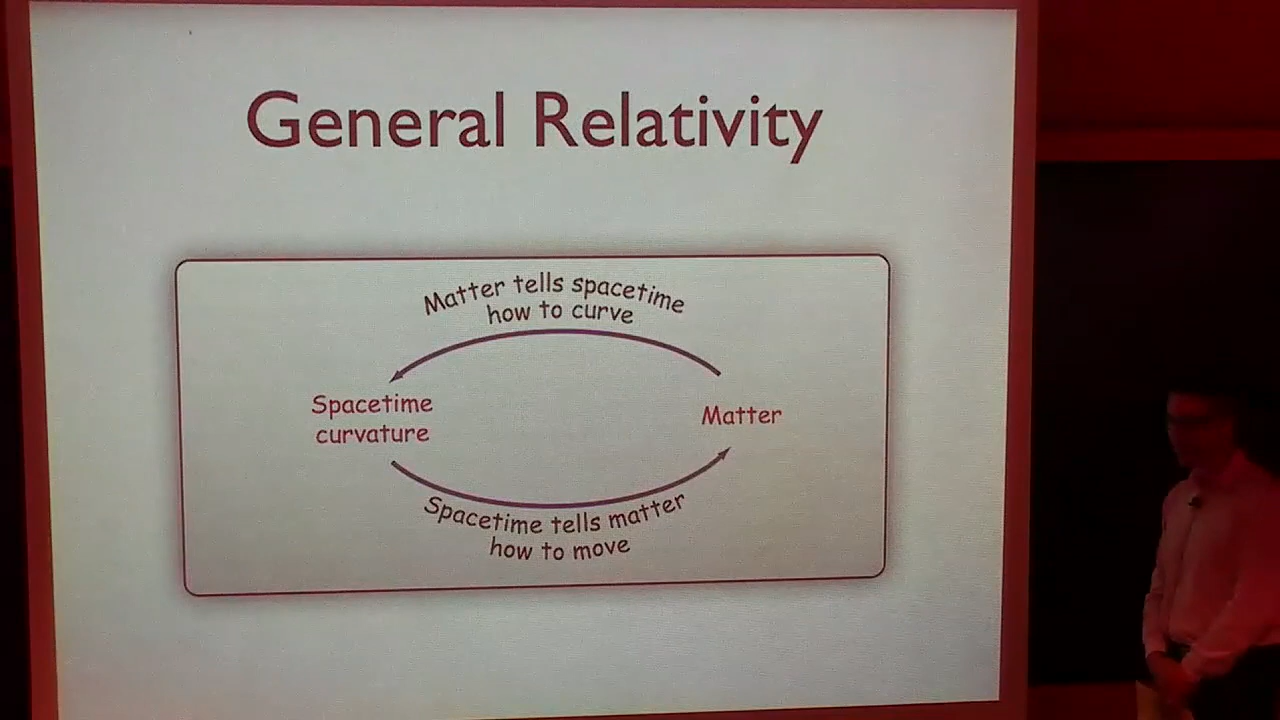 General Relativity
Matter tells spacetime
how to curve
Spacetime
curvature
Matter
Spacetime tells matter
how to move